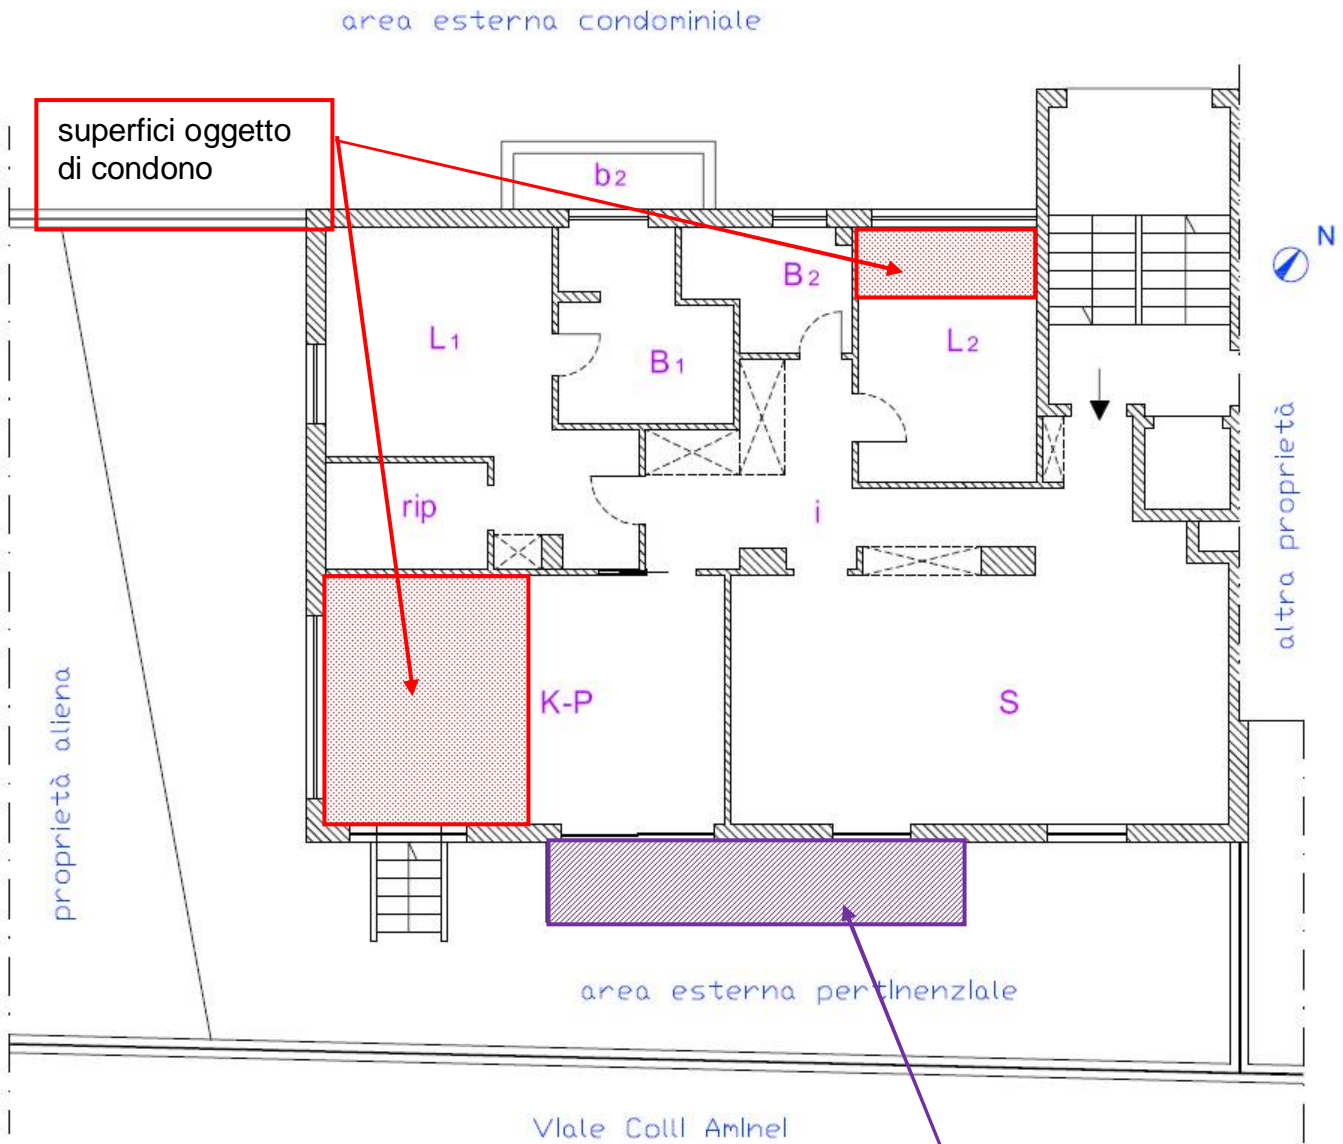 area esterna condominiale
superfici oggetto
di condono
b2
N
B2
L1
L2
B1
rip
i
altra proprietà
K-P
S
proprietà aliena
area esterna pertinenziale
Viale Colli Aminei